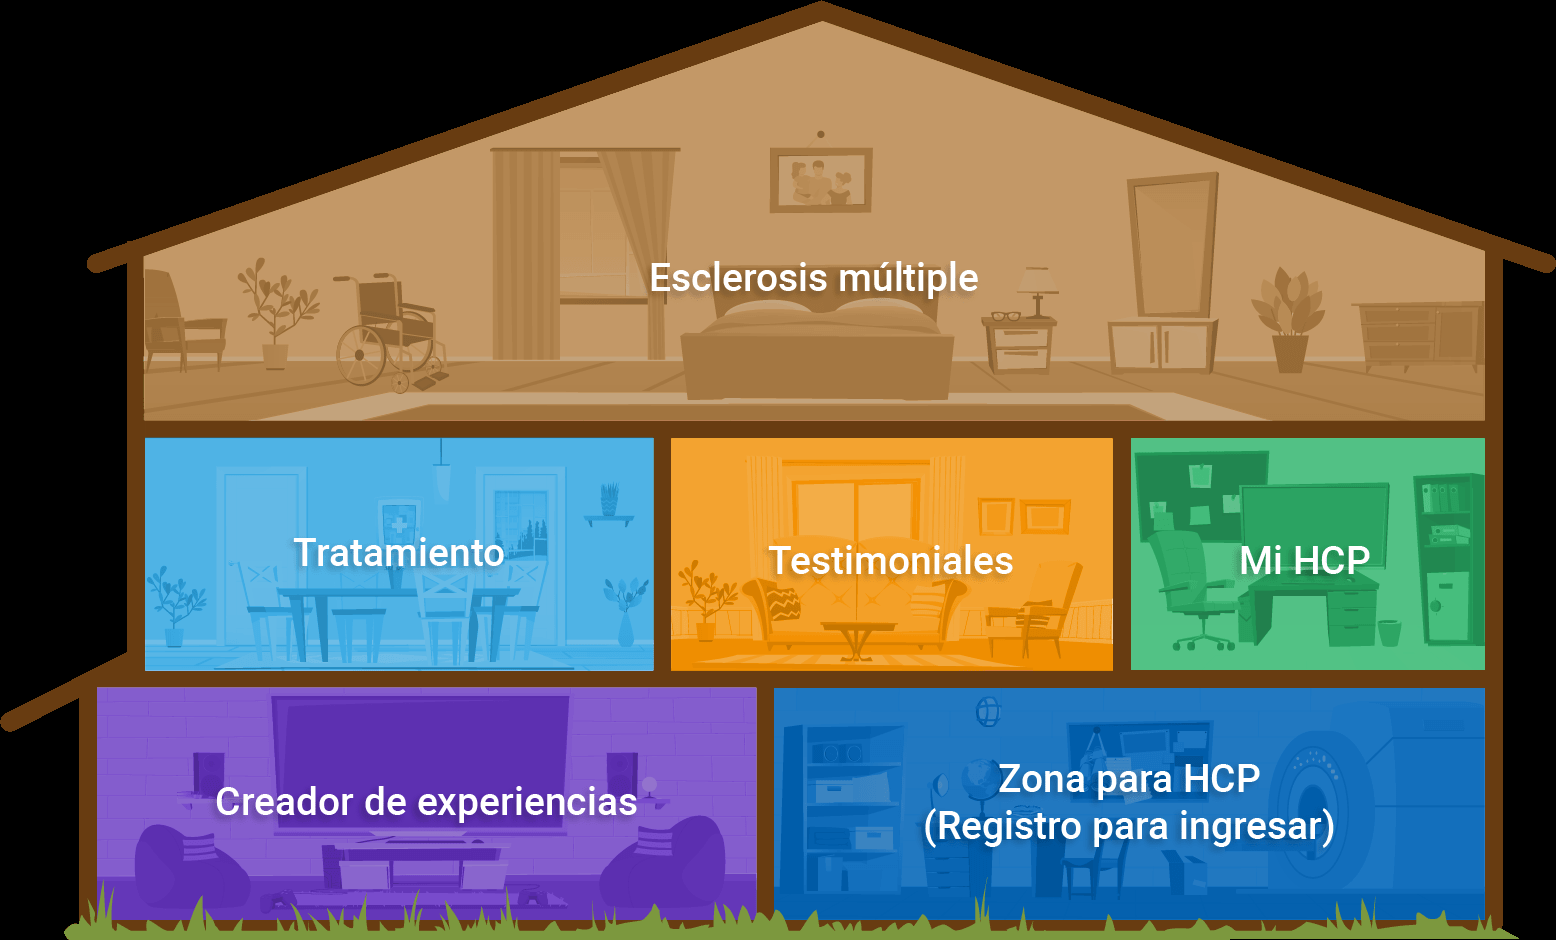 Esclerosis múltiple
Tratamiento
Testimoniales
Mi HCP
Creador de experiencias
Zona para HCP
(Registro para ingresar)